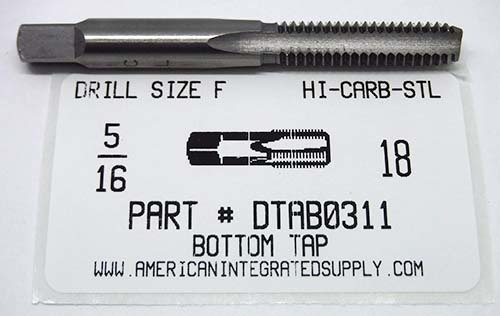 DRILL SIZE F HI-CARB-STL
5/16 18
PART # DTAB0311
BOTTOM TAP
WWW.AMERICANINTEGRATEDSUPPLY.COM